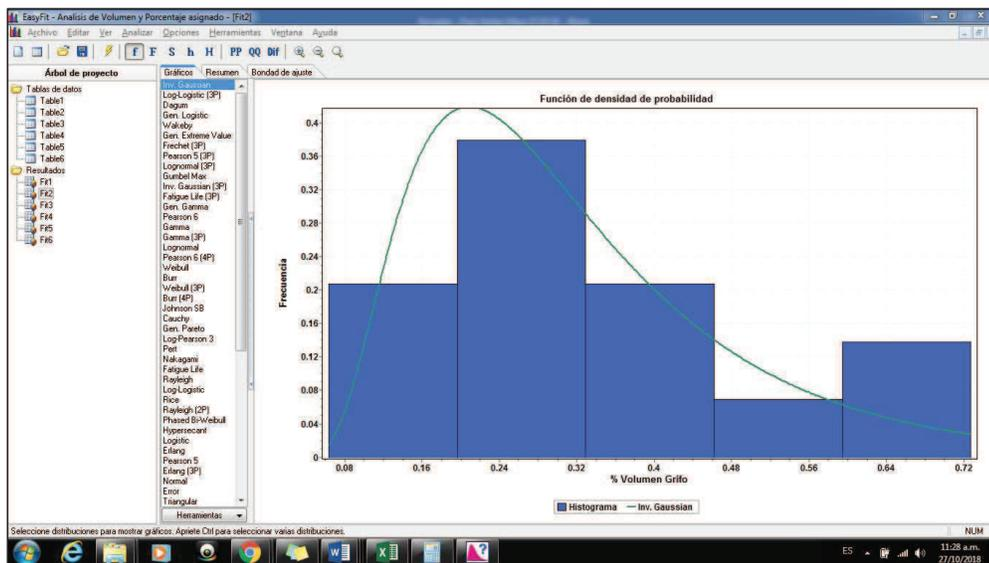 EasyFit - Analisis de Volumen y Porcentaje asignado - [Fit2]
Archivo Editar Ver Analizar Opciones Herramientas Ventana Ayuda
f F S h H PP QQ Dif
Árbol de proyecto
Tablas de datos
Table1
Table2
Table3
Table4
Table5
Table6
Resultados
Fit1
Fit2
Fit3
Fit4
Fit5
Fit6
Gráficos Resumen Bondad de ajuste
Inv. Gaussian
Log-Logistic (3P)
Dagum
Gen. Logistic
Wakeby
Gen. Extreme Value
Frechet (3P)
Pearson 5 (3P)
Lognormal (3P)
Gumbel Max
Inv. Gaussian (3P)
Fatigue Life (3P)
Gen. Gamma
Pearson 6
Gamma
Gamma (3P)
Lognormal
Pearson 6 (4P)
Weibull
Burr
Weibull (3P)
Burr (4P)
Johnson SB
Cauchy
Gen. Pareto
Log-Pearson 3
Pert
Nakagami
Fatigue Life
Rayleigh
Log-Logistic
Rice
Rayleigh (2P)
Phased Bi-Weibull
Hypersecant
Logistic
Erlang
Pearson 5
Erlang (3P)
Normal
Error
Triangular
Herramientas
Función de densidad de probabilidad
Frecuencia
0.4
0.36
0.32
0.28
0.24
0.2
0.16
0.12
0.08
0.04
0
0.08 0.16 0.24 0.32 0.4 0.48 0.56 0.64 0.72
% Volumen Grifo
Histograma Inv. Gaussian
Seleccione distribuciones para mostrar gráficos. Apriete Ctrl para seleccionar varias distribuciones.
NUM
ES
11:28 a.m.
27/10/2018